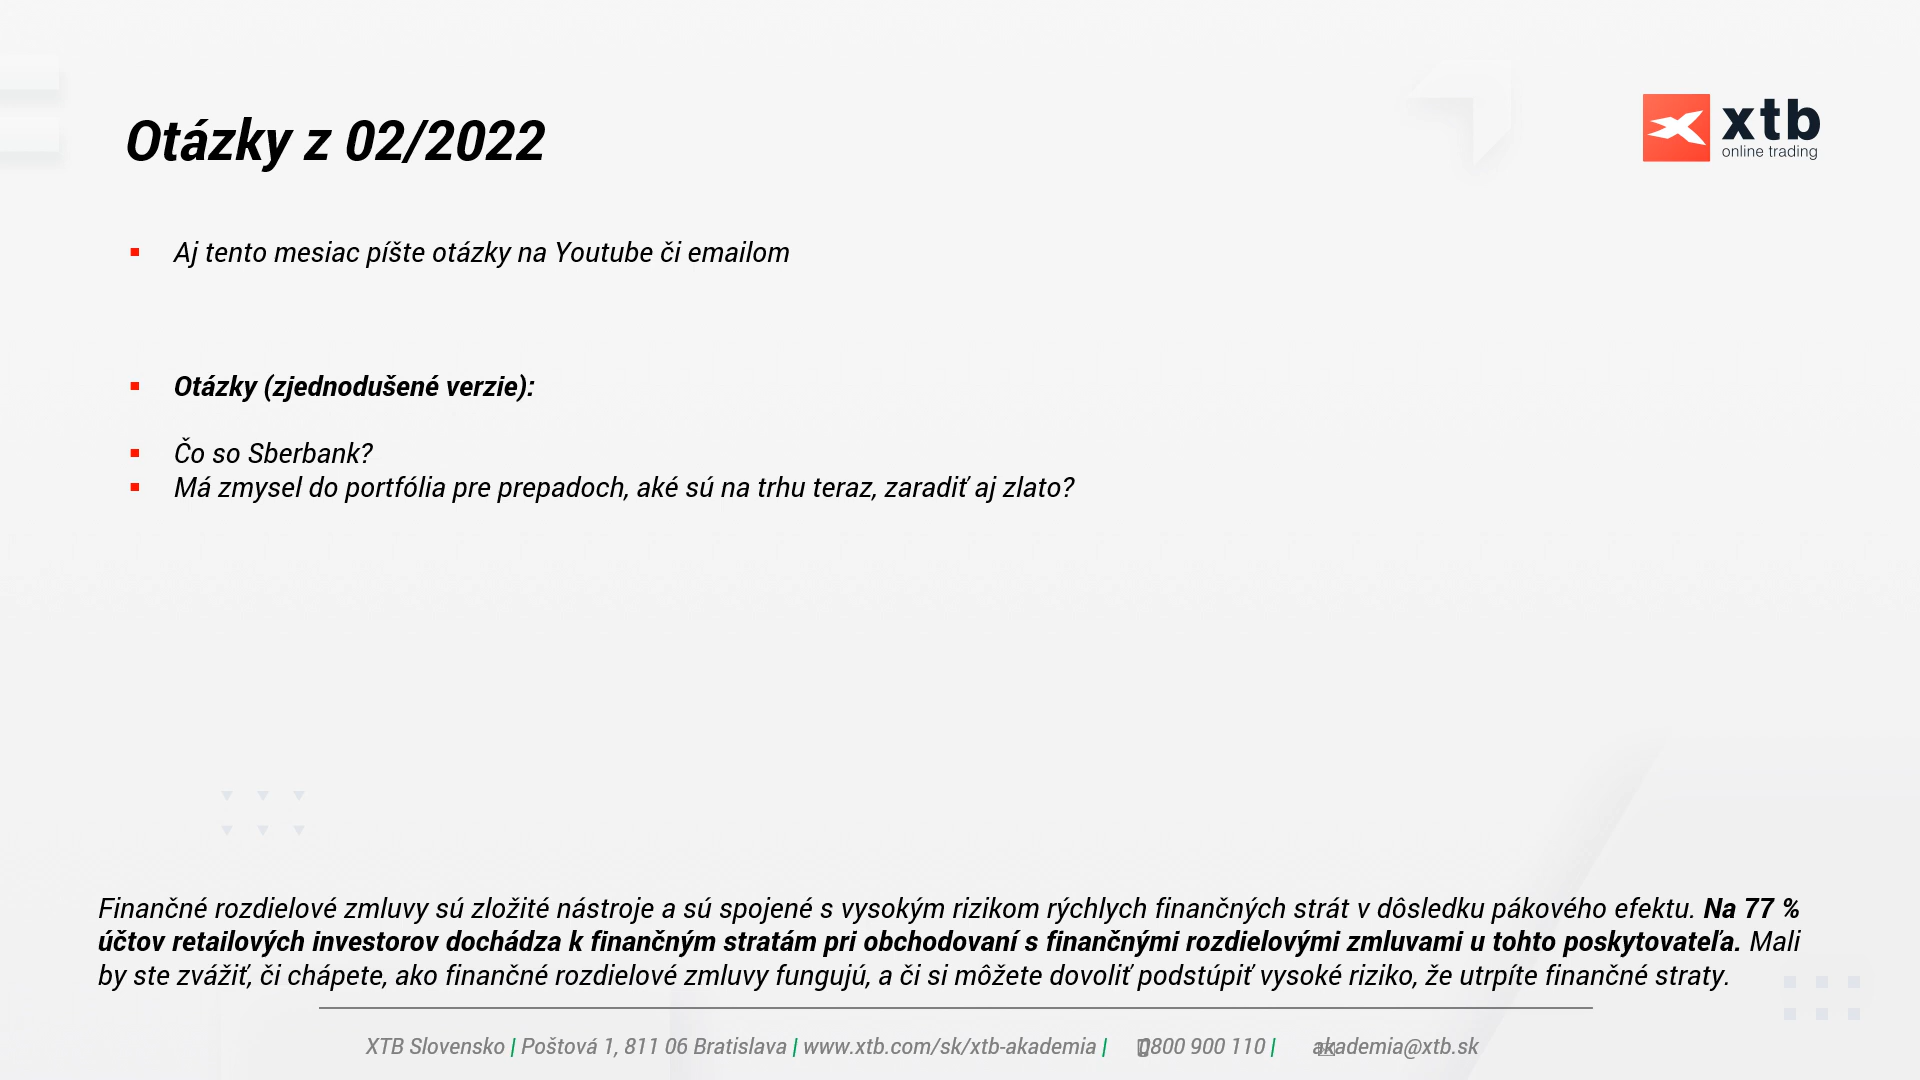 Otázky z 02/2022
xtb
online trading
Aj tento mesiac píšte otázky na Youtube či emailom
Otázky (zjednodušené verzie):
Čo so Sberbank?
Má zmysel do portfólia pre prepadoch, aké sú na trhu teraz, zaradiť aj zlato?
Finančné rozdielové zmluvy sú zložité nástroje a sú spojené s vysokým rizikom rýchlych finančných strát v dôsledku pákového efektu. Na 77 %
účtov retailových investorov dochádza k finančným stratám pri obchodovaní s finančnými rozdielovými zmluvami u tohto poskytovateľa. Mali
by ste zvážiť, či chápete, ako finančné rozdielové zmluvy fungujú, a či si môžete dovoliť podstúpiť vysoké riziko, že utrpíte finančné straty.
XTB Slovensko | Poštová 1, 811 06 Bratislava | www.xtb.com/sk/xtb-akademia | 0800 900 110 | akademia@xtb.sk